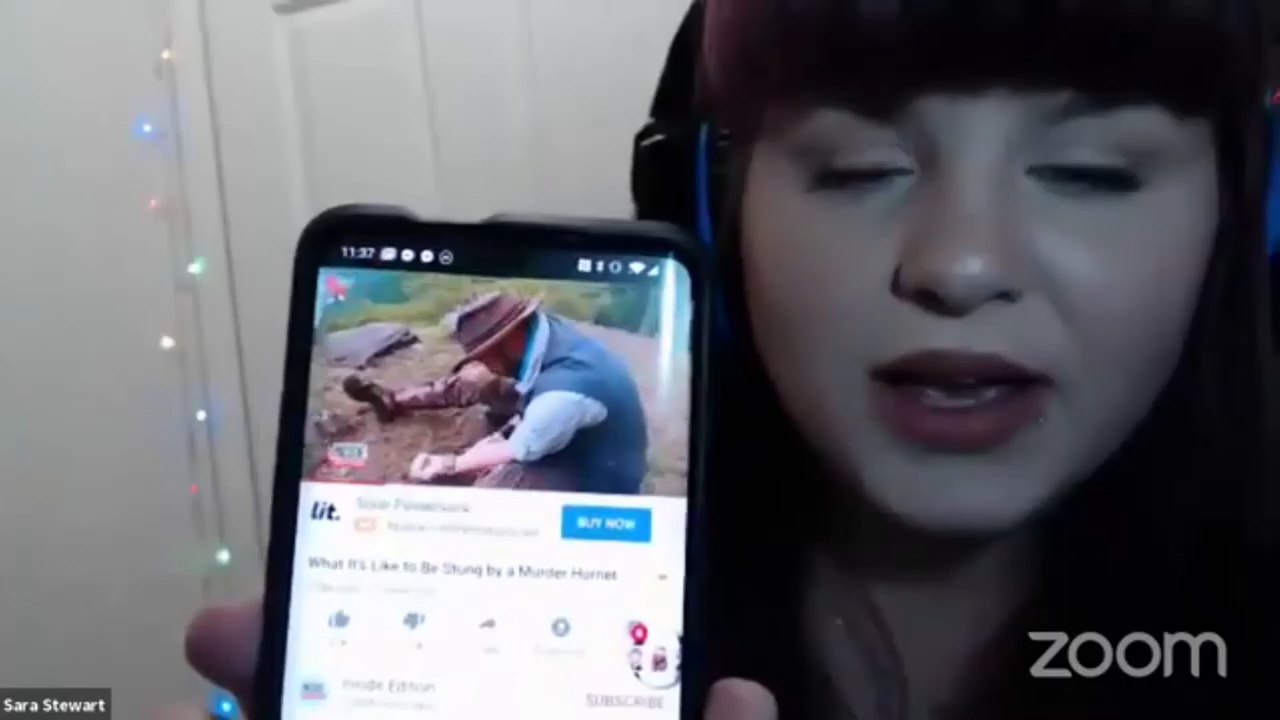 11:37
lit.
BUY NOW
What It's Like to Be Stung by a Murder Hornet
Inside Edition
SUBSCRIBE
Sara Stewart
zoom